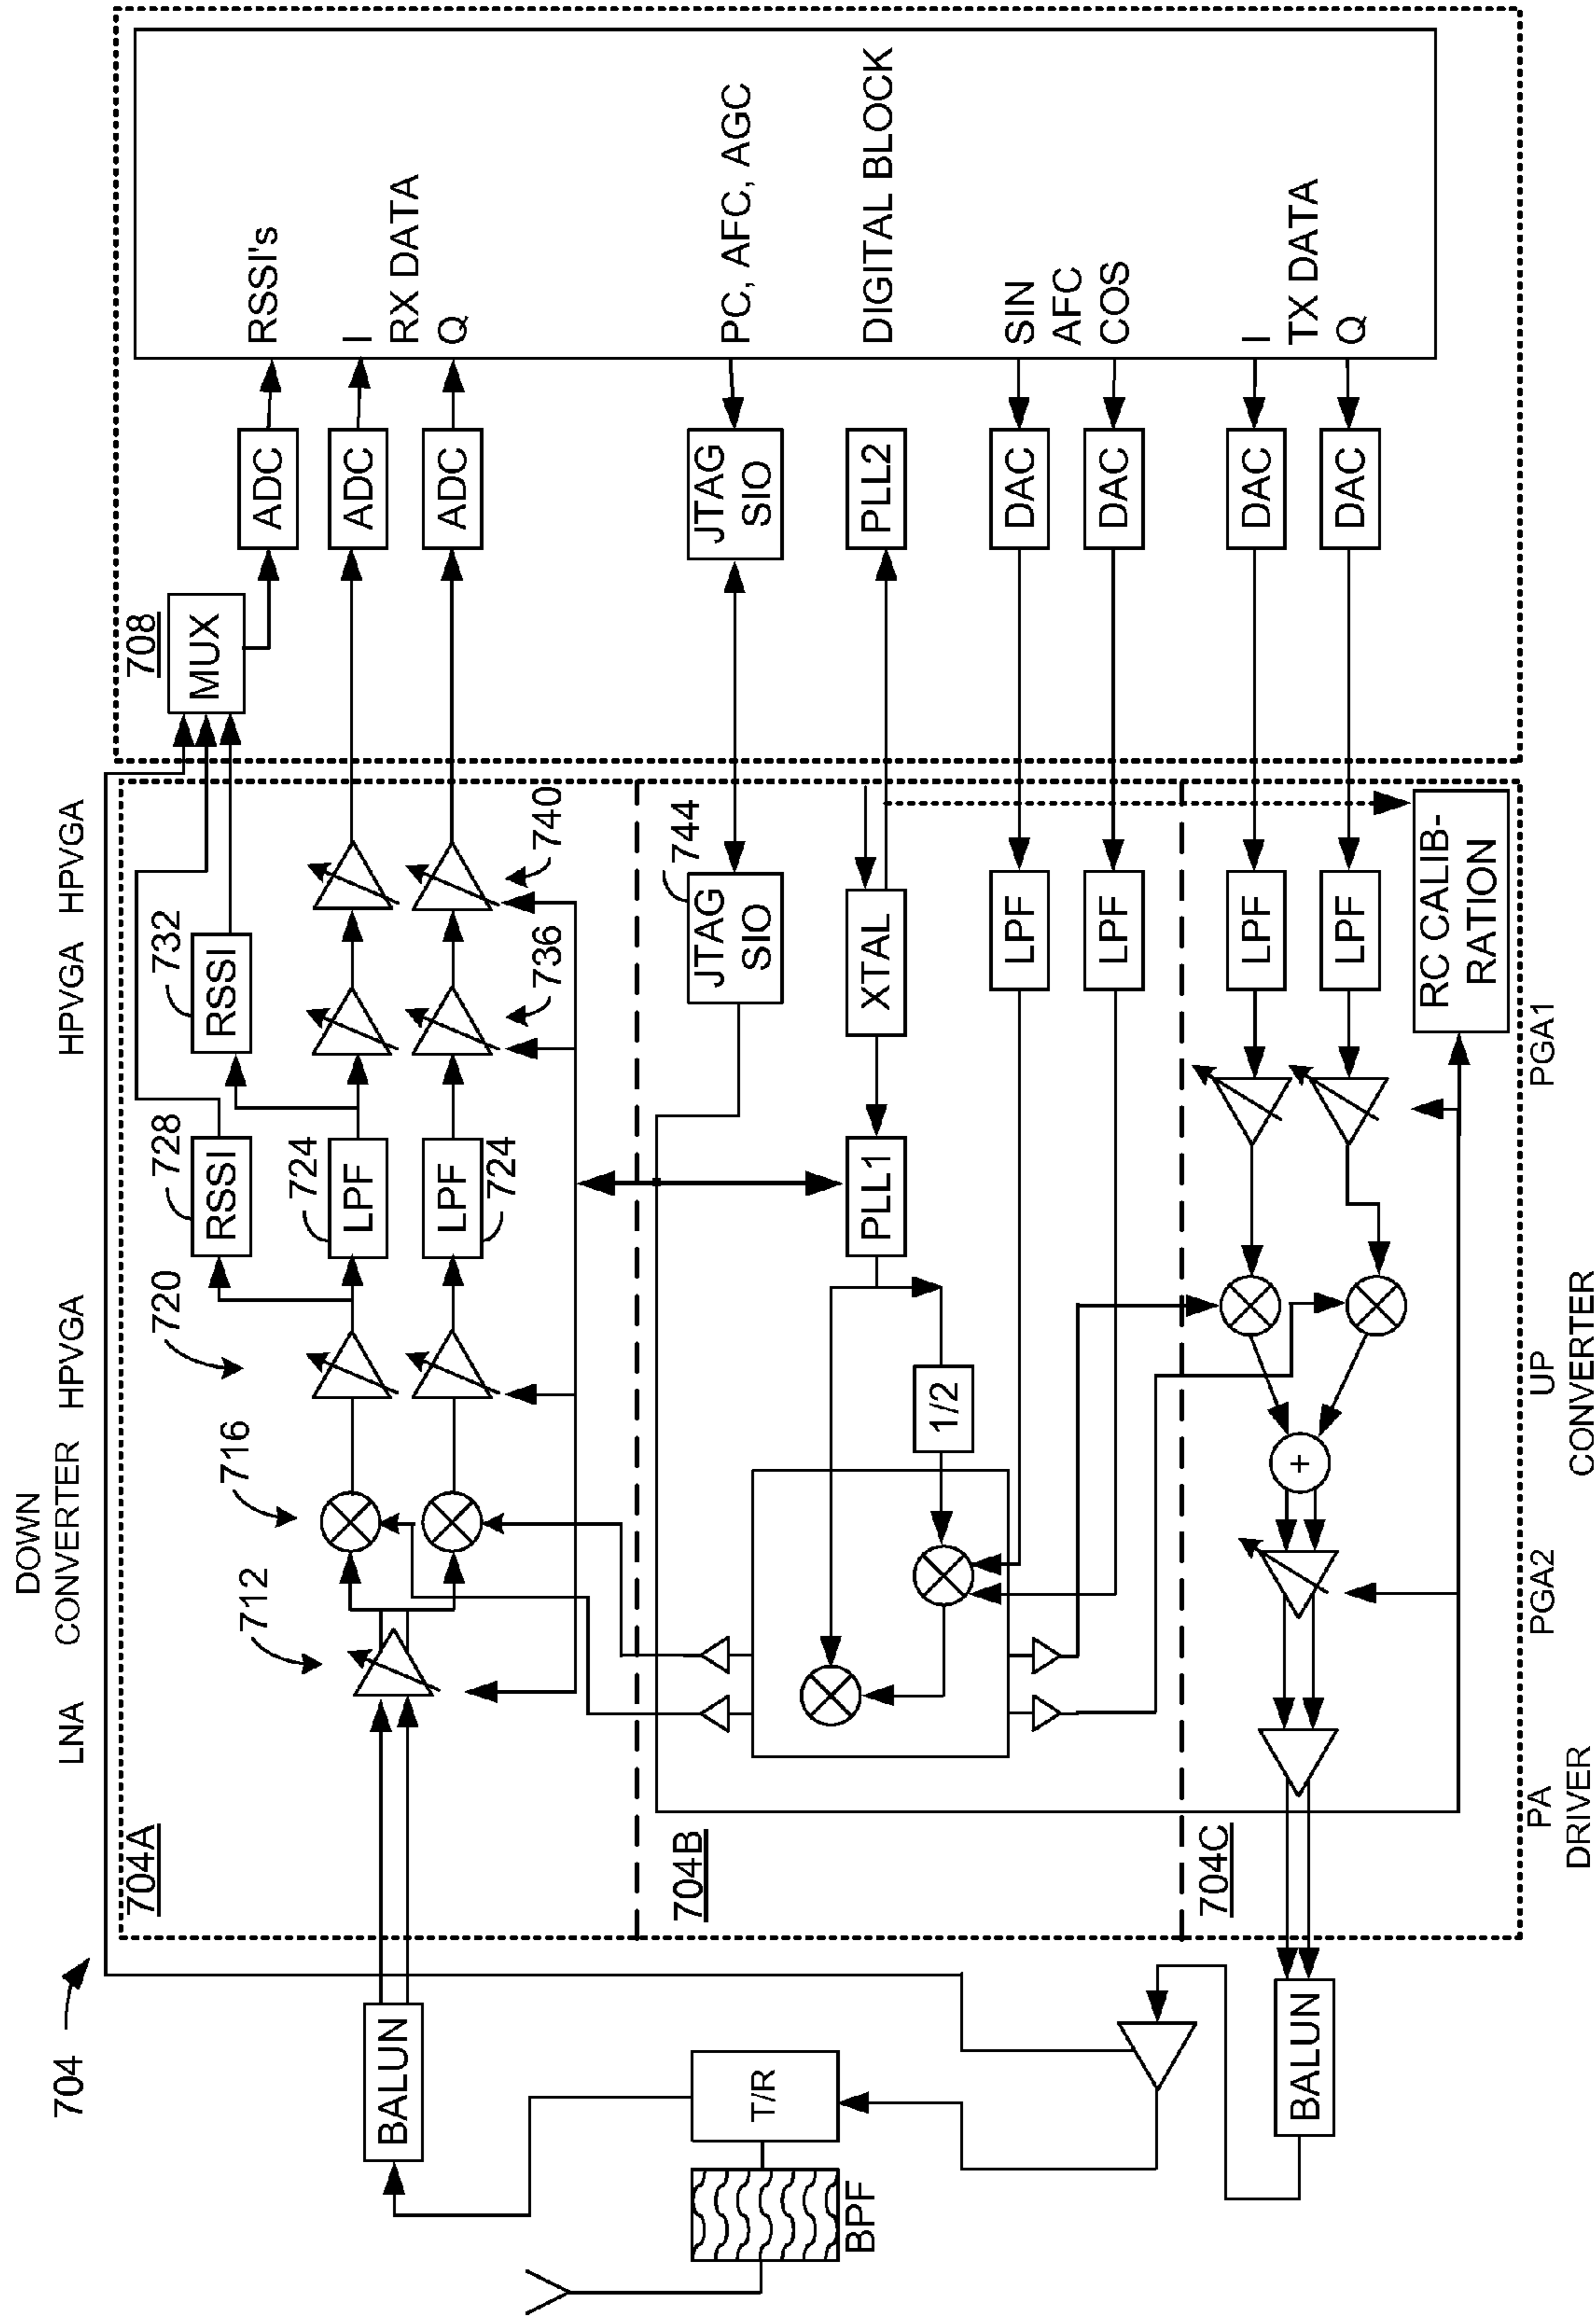 704
DOWN
LNA CONVERTER HPVGA HPVGA HPVGA
704A
712
716
720
728
732
708
RSSI
RSSI
MUX
ADC
RSSI's
724
LPF
ADC
I
RX DATA
BALUN
LPF
724
736
740
ADC
Q
704B
JTAG
SIO
744
JTAG
SIO
PC, AFC, AGC
T/R
BPF
PLL1
XTAL
PLL2
DIGITAL BLOCK
1/2
LPF
DAC
SIN
AFC
LPF
DAC
COS
704C
LPF
DAC
I
TX DATA
BALUN
+
LPF
DAC
Q
RC CALIB-
RATION
PA
DRIVER
PGA2
UP
CONVERTER
PGA1